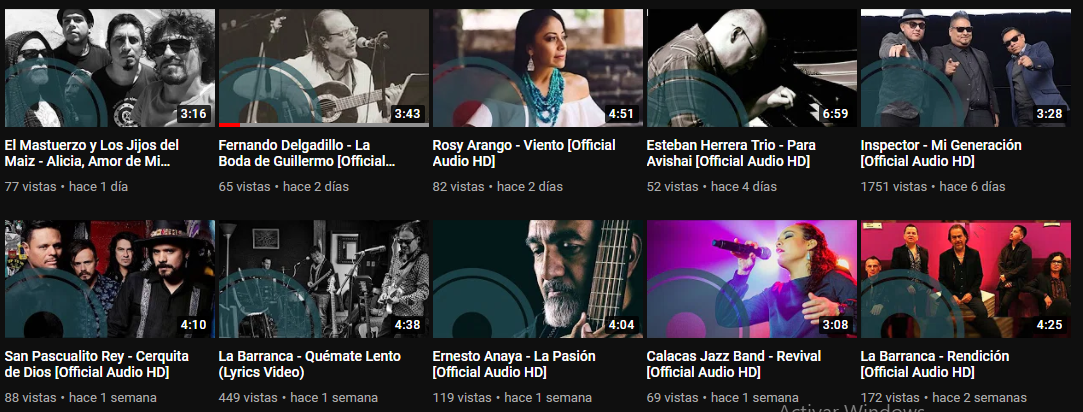 3:16
3:43
4:51
6:59
3:28
El Mastuerzo y Los Jijos del
Maiz - Alicia, Amor de Mi...
77 vistas • hace 1 día
Fernando Delgadillo - La
Boda de Guillermo [Official...
65 vistas • hace 2 días
Rosy Arango - Viento [Official
Audio HD]
82 vistas • hace 2 días
Esteban Herrera Trio - Para
Avishai [Official Audio HD]
52 vistas • hace 4 días
Inspector - Mi Generación
[Official Audio HD]
1751 vistas • hace 6 días
4:10
4:38
4:04
3:08
4:25
San Pascualito Rey - Cerquita
de Dios [Official Audio HD]
88 vistas • hace 1 semana
La Barranca - Quémate Lento
(Lyrics Video)
449 vistas • hace 1 semana
Ernesto Anaya - La Pasión
[Official Audio HD]
119 vistas • hace 1 semana
Calacas Jazz Band - Revival
[Official Audio HD]
69 vistas • hace 1 semana
La Barranca - Rendición
[Official Audio HD]
172 vistas • hace 2 semanas
Activar Windows